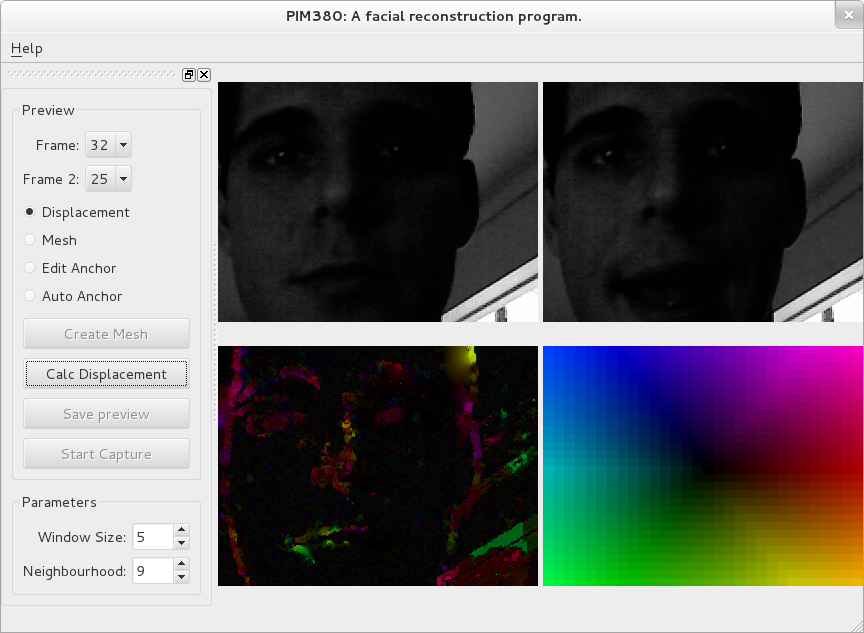 PIM380: A facial reconstruction program.
Help
Preview
Frame: 32
Frame 2: 25
Displacement
Mesh
Edit Anchor
Auto Anchor
Create Mesh
Calc Displacement
Save preview
Start Capture
Parameters
Window Size: 5
Neighbourhood: 9